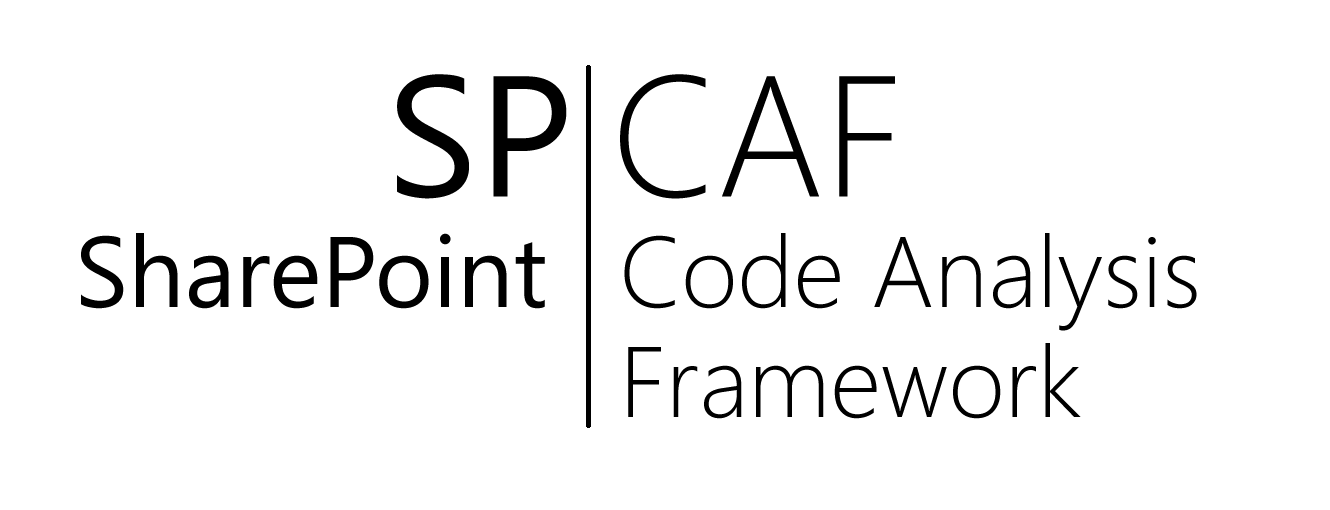 SP|CAF
SharePoint Code Analysis
Framework